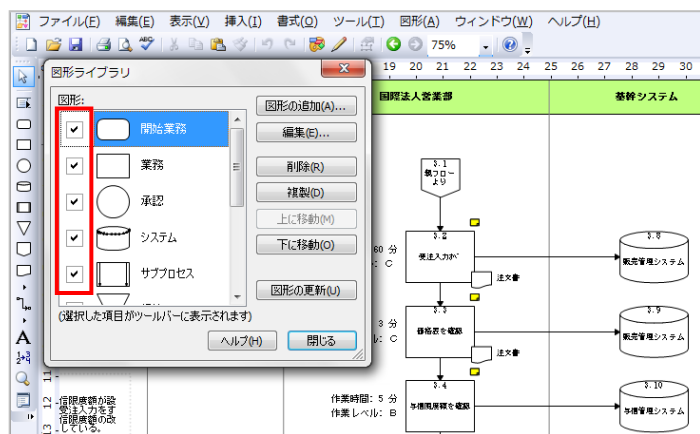 ファイル(F) 編集(E) 表示(V) 挿入(I) 書式(O) ツール(T) 図形(A) ウィンドウ(W) ヘルプ(H)
75%
図形ライブラリ
19 20 21 22 23 24 25 26 27 28 29 30
国際法人営業部
基幹システム
図形:
開始業務
業務
承認
システム
サブプロセス
図形の追加(A)...
編集(E)...
削除(R)
複製(D)
上に移動(M)
下に移動(O)
図形の更新(U)
(選択した項目がツールバーに表示されます)
ヘルプ(H)
閉じる
3.1
親フロー
より
60 分
: C
3.2
注文書
3.8
販売管理システム
3 分
ル: C
3.3
価格表を確認
注文書
3.9
販売管理システム
作業時間: 5 分
作業レベル: B
3.4
与信限度額を確認
3.10
与信管理システム
11
12
13
信限度額が設
受注入力をす
信限度額の改
している。